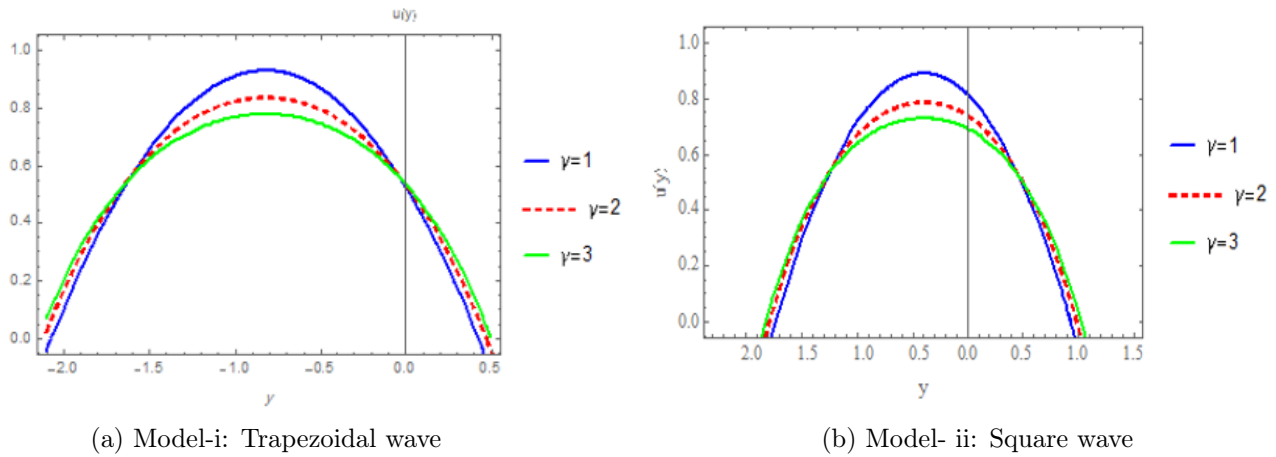 u(y)
1.0
0.8
0.6
0.4
0.2
0.0
-2.0 -1.5 -1.0 -0.5 0.0 0.5
y
γ=1
γ=2
γ=3
(a) Model-i: Trapezoidal wave
u(y)
1.0
0.8
0.6
0.4
0.2
0.0
2.0 1.5 1.0 0.5 0.0 0.5 1.0 1.5
y
γ=1
γ=2
γ=3
(b) Model- ii: Square wave